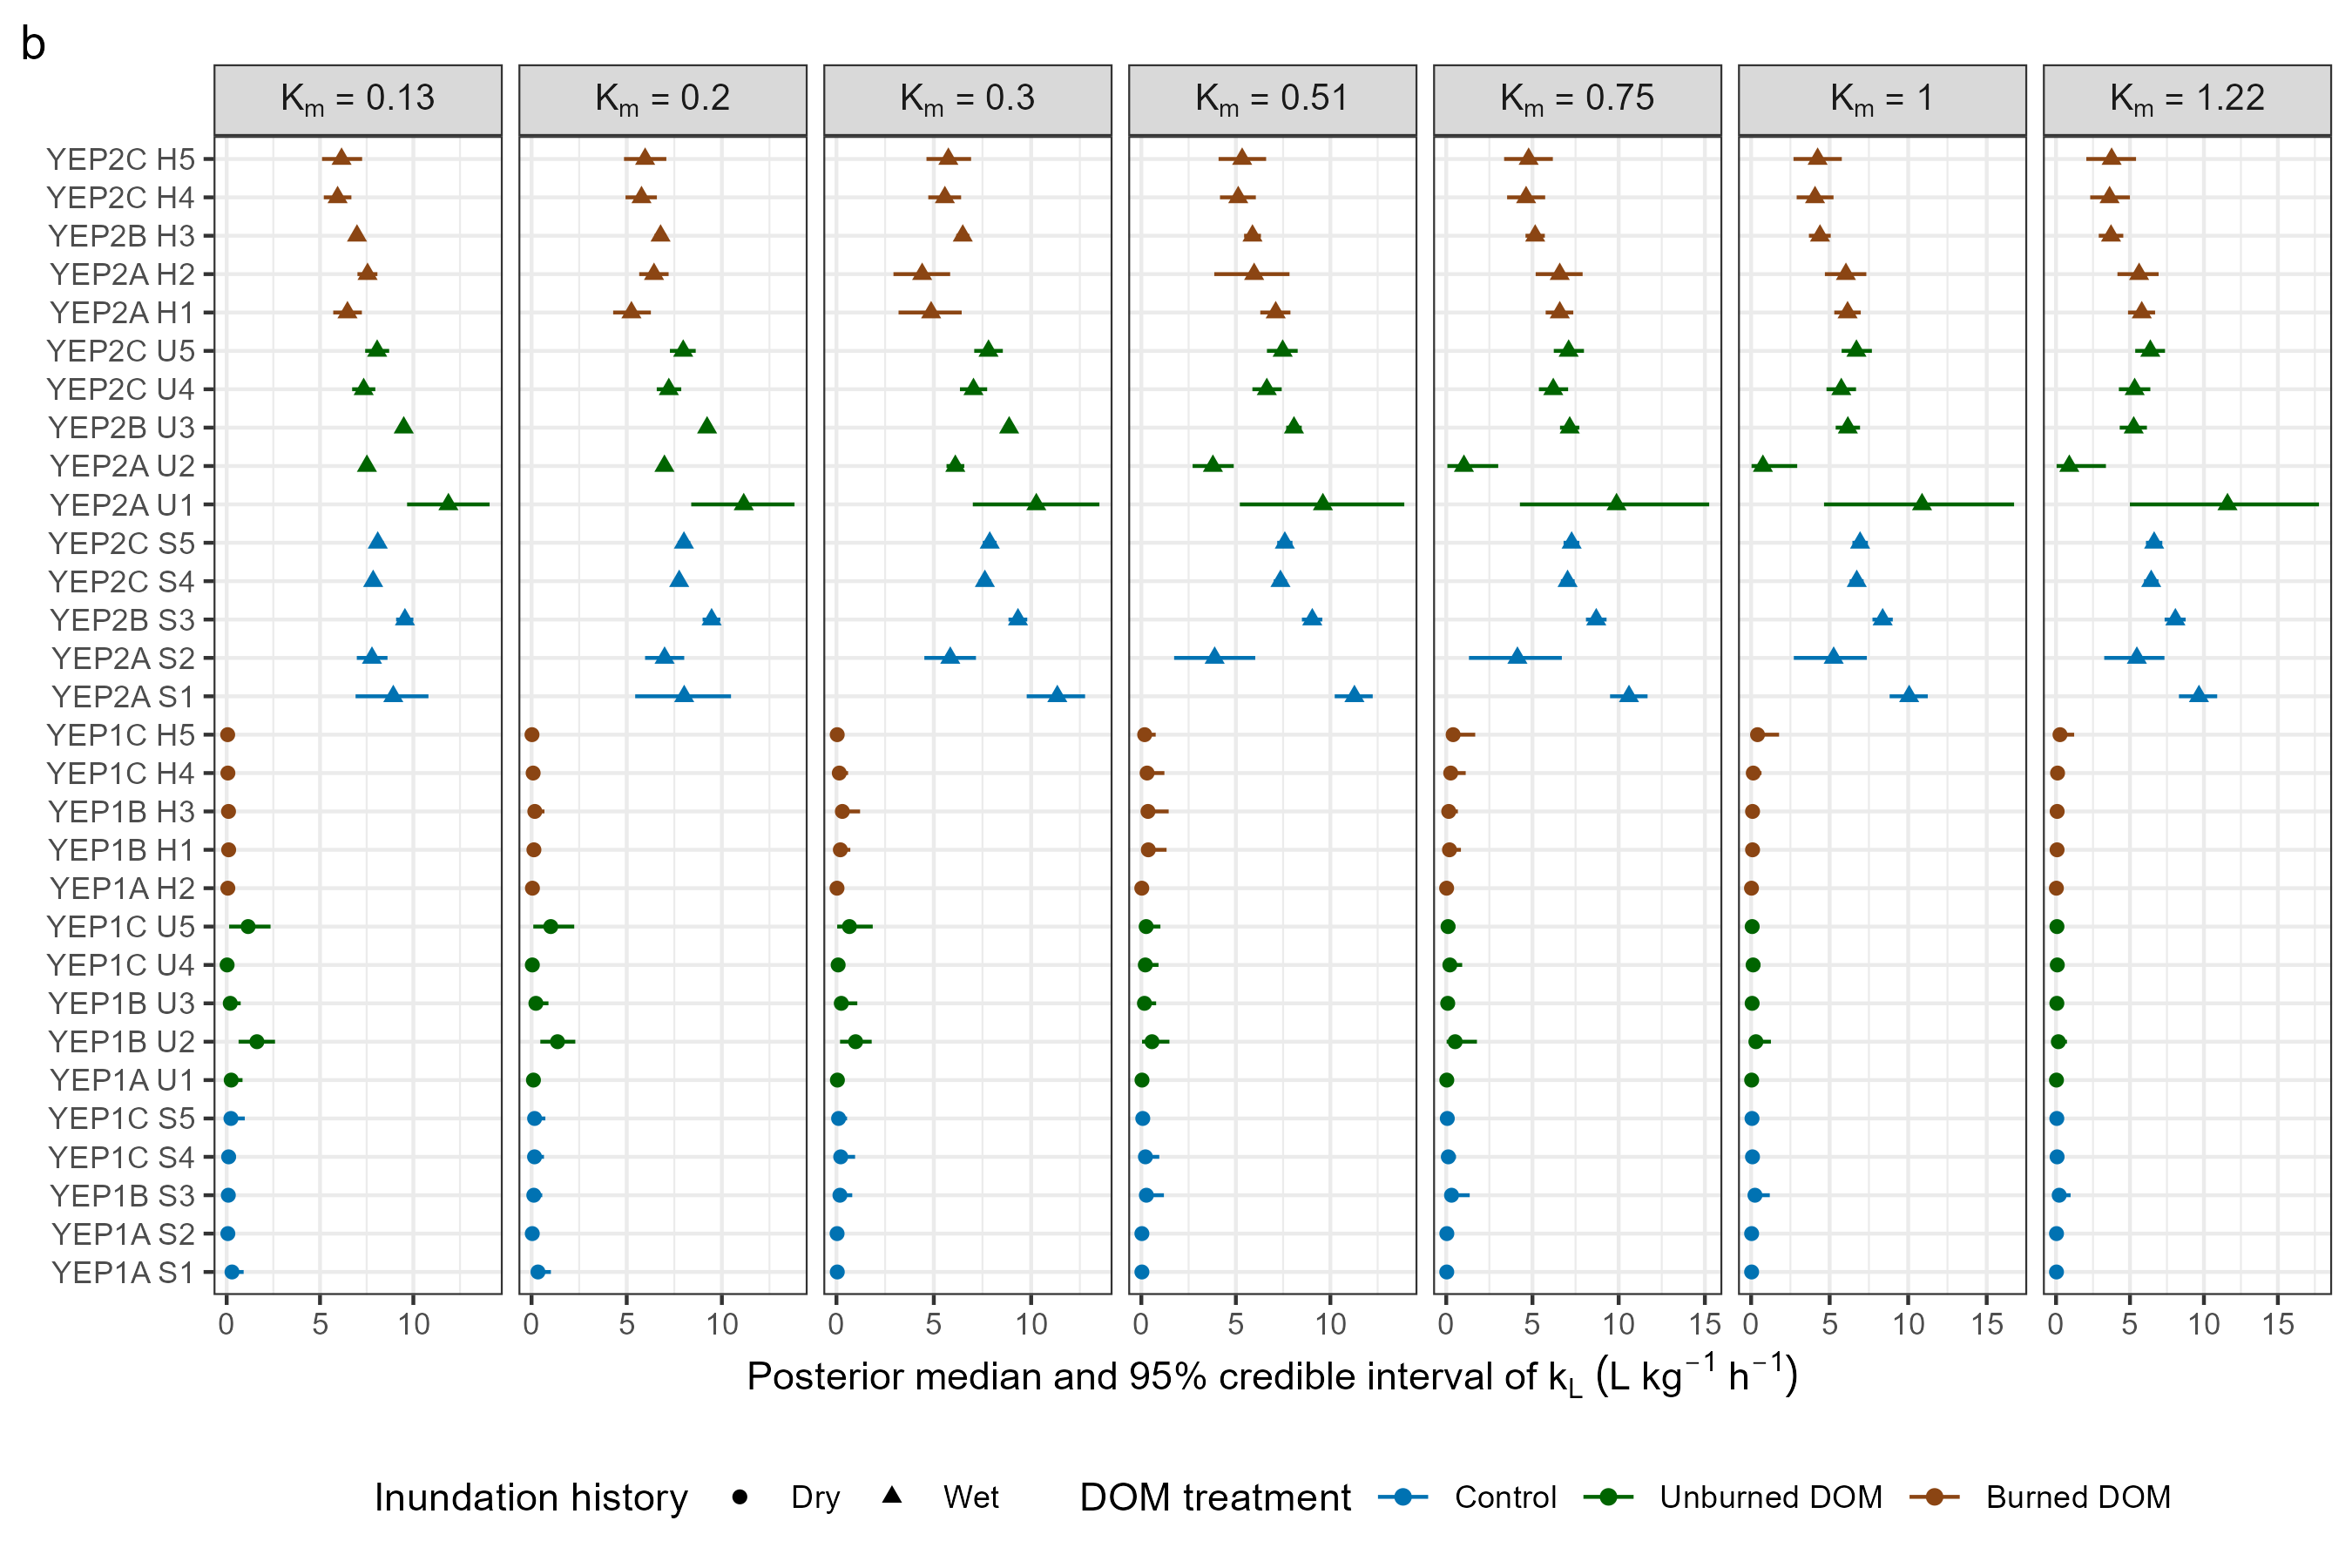 b
Km = 0.13 Km = 0.2 Km = 0.3 Km = 0.51 Km = 0.75 Km = 1 Km = 1.22
YEP2C H5
YEP2C H4
YEP2B H3
YEP2A H2
YEP2A H1
YEP2C U5
YEP2C U4
YEP2B U3
YEP2A U2
YEP2A U1
YEP2C S5
YEP2C S4
YEP2B S3
YEP2A S2
YEP2A S1
YEP1C H5
YEP1C H4
YEP1B H3
YEP1B H1
YEP1A H2
YEP1C U5
YEP1C U4
YEP1B U3
YEP1B U2
YEP1A U1
YEP1C S5
YEP1C S4
YEP1B S3
YEP1A S2
YEP1A S1
0 5 10 0 5 10 0 5 10 0 5 10 0 5 10 15 0 5 10 15 0 5 10 15
Posterior median and 95% credible interval of kL (L kg⁻¹ h⁻¹)
Inundation history Dry Wet DOM treatment Control Unburned DOM Burned DOM